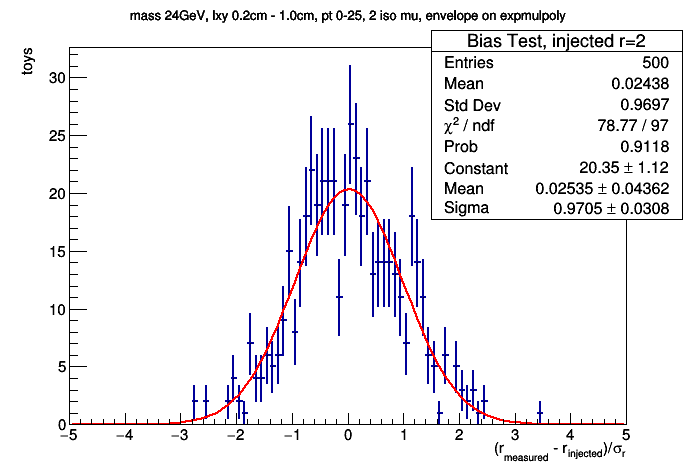 mass 24GeV, lxy 0.2cm - 1.0cm, pt 0-25, 2 iso mu, envelope on expmulpoly
Bias Test, injected r=2
Entries 500
Mean 0.02438
Std Dev 0.9697
χ² / ndf 78.77 / 97
Prob 0.9118
Constant 20.35 ± 1.12
Mean 0.02535 ± 0.04362
Sigma 0.9705 ± 0.0308
toys
30
25
20
15
10
5
0
−5 −4 −3 −2 −1 0 1 2 3 4 5
(r_measured - r_injected)/σ_r